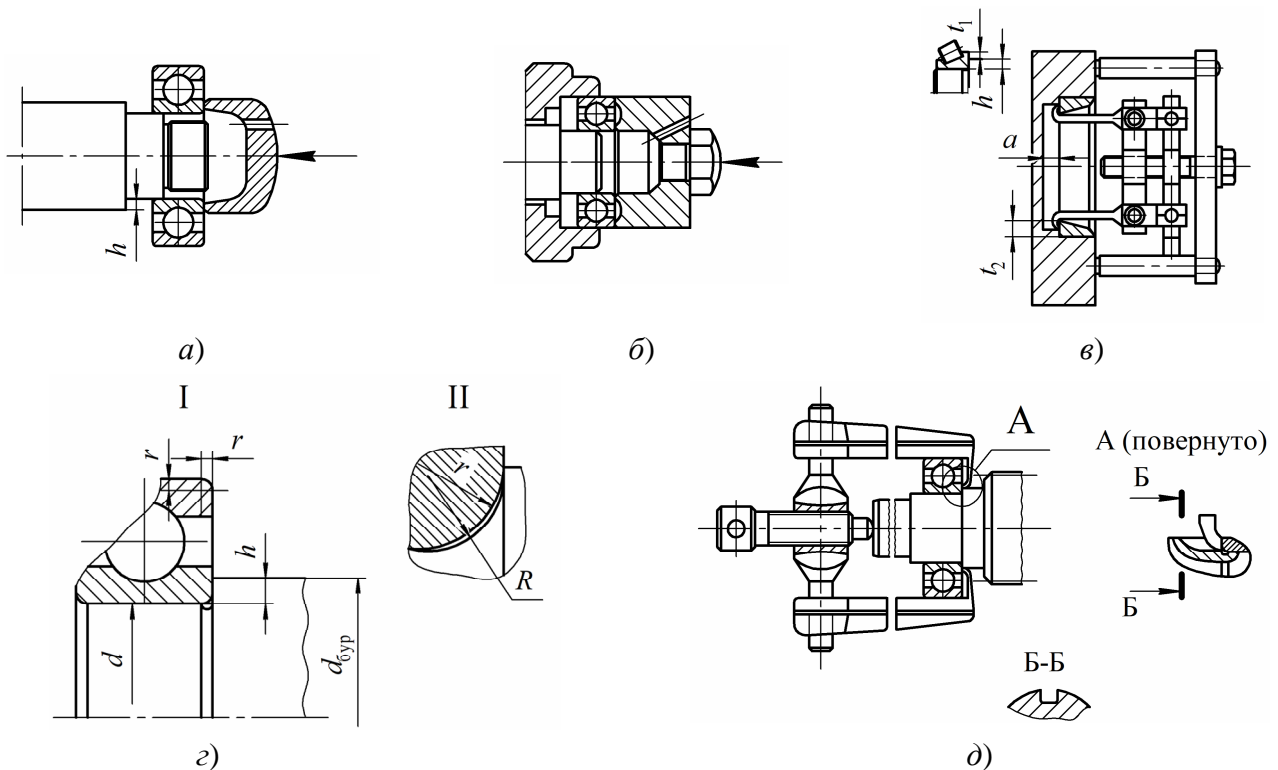 h
а)
б)
t₁
h
a
t₂
в)
I
r
r
h
d
dбур
г)
II
r
R
А
А (повернуто)
Б
Б
Б-Б
д)